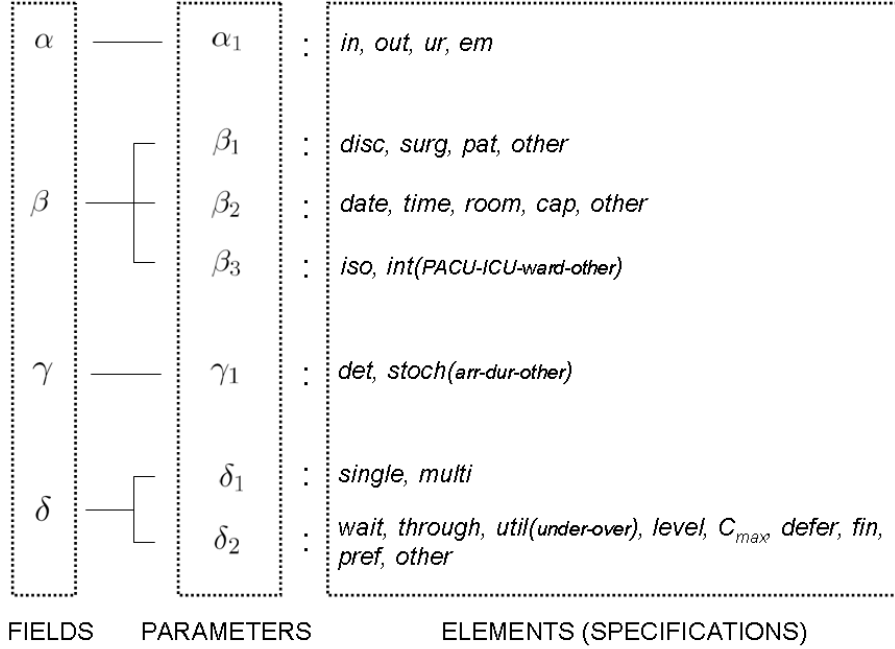 α α₁ : in, out, ur, em
β₁ : disc, surg, pat, other
β β₂ : date, time, room, cap, other
β₃ : iso, int(PACU-ICU-ward-other)
γ γ₁ : det, stoch(arr-dur-other)
δ₁ : single, multi
δ δ₂ : wait, through, util(under-over), level, Cmax, defer, fin,
pref, other
FIELDS PARAMETERS ELEMENTS (SPECIFICATIONS)